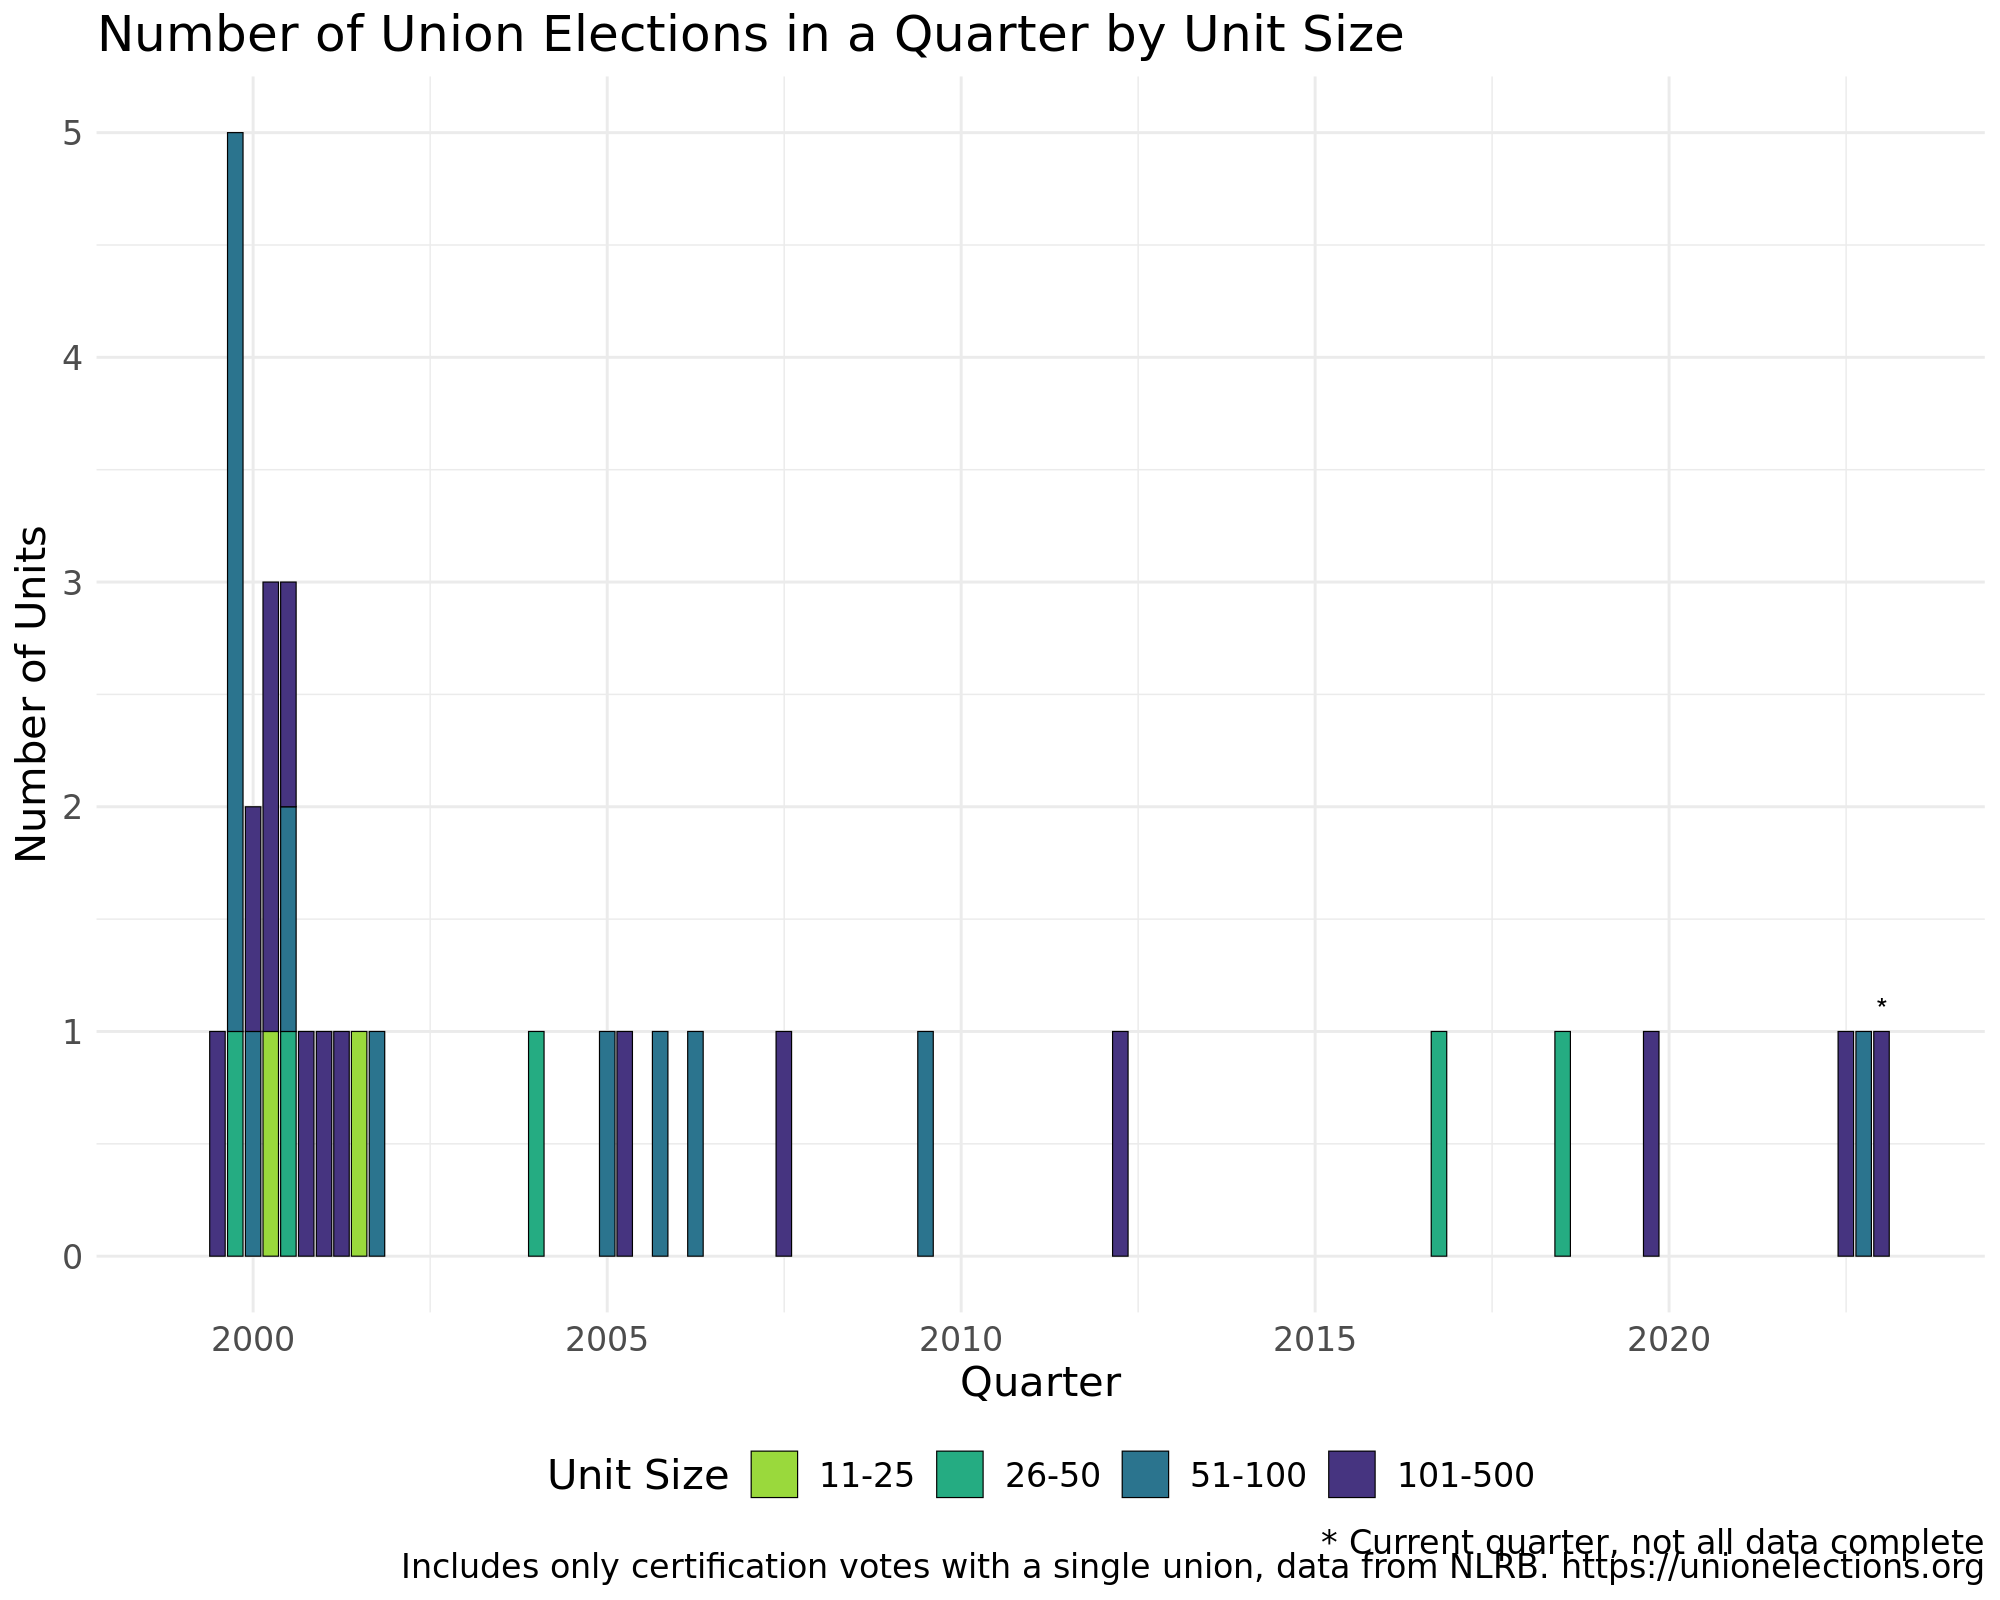 Number of Union Elections in a Quarter by Unit Size
Number of Units
5
4
3
2
1
0
*
2000 2005 2010 2015 2020
Quarter
Unit Size 11-25 26-50 51-100 101-500
* Current quarter, not all data complete
Includes only certification votes with a single union, data from NLRB. https://unionelections.org